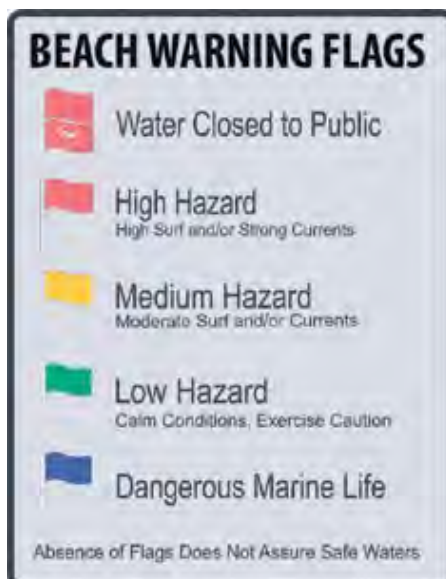 BEACH WARNING FLAGS
Water Closed to Public
High Hazard
High Surf and/or Strong Currents
Medium Hazard
Moderate Surf and/or Currents
Low Hazard
Calm Conditions, Exercise Caution
Dangerous Marine Life
Absence of Flags Does Not Assure Safe Waters